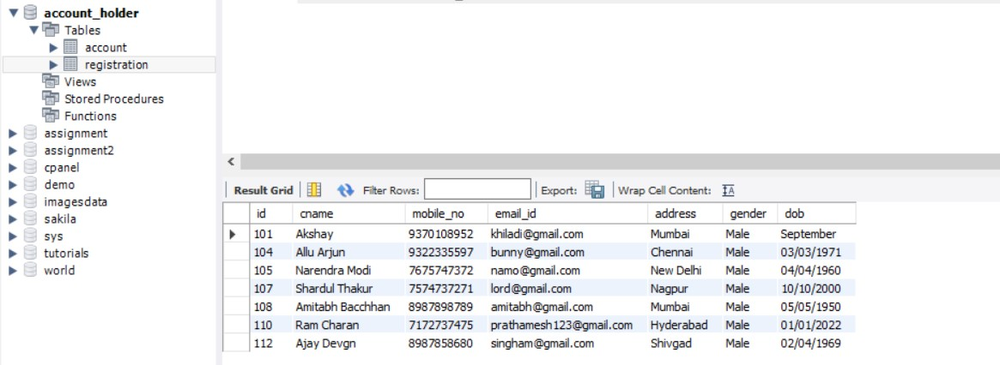 account_holder
Tables
account
registration
Views
Stored Procedures
Functions
assignment
assignment2
cpanel
demo
imagesdata
sakila
sys
tutorials
world
Result Grid Filter Rows: Export: Wrap Cell Content:
id cname mobile_no email_id address gender dob
101 Akshay 9370108952 khiladi@gmail.com Mumbai Male September
104 Allu Arjun 9322335597 bunny@gmail.com Chennai Male 03/03/1971
105 Narendra Modi 7675747372 namo@gmail.com New Delhi Male 04/04/1960
107 Shardul Thakur 7574737271 lord@gmail.com Nagpur Male 10/10/2000
108 Amitabh Bacchhan 8987898789 amitabh@gmail.com Mumbai Male 05/05/1950
110 Ram Charan 7172737475 prathamesh123@gmail.com Hyderabad Male 01/01/2022
112 Ajay Devgn 8987858680 singham@gmail.com Shivgad Male 02/04/1969